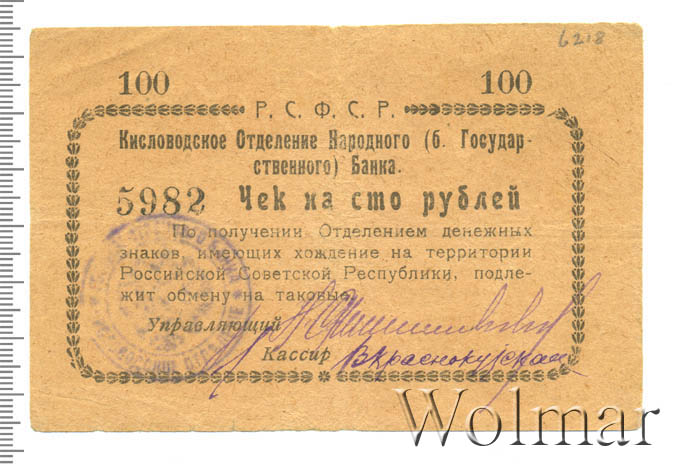 6218
100 100
Р. С. Ф. С. Р.
Кисловодское Отделение Народного (б. Государ-
ственного) Банка.
5982 Чек на сто рублей
По получении Отделением денежных
знаков, имеющих хождение на территории
Российской Советской Республики, подле-
жит обмену на таковые.
Управляющий
Кассир В Краснокутская
Wolmar